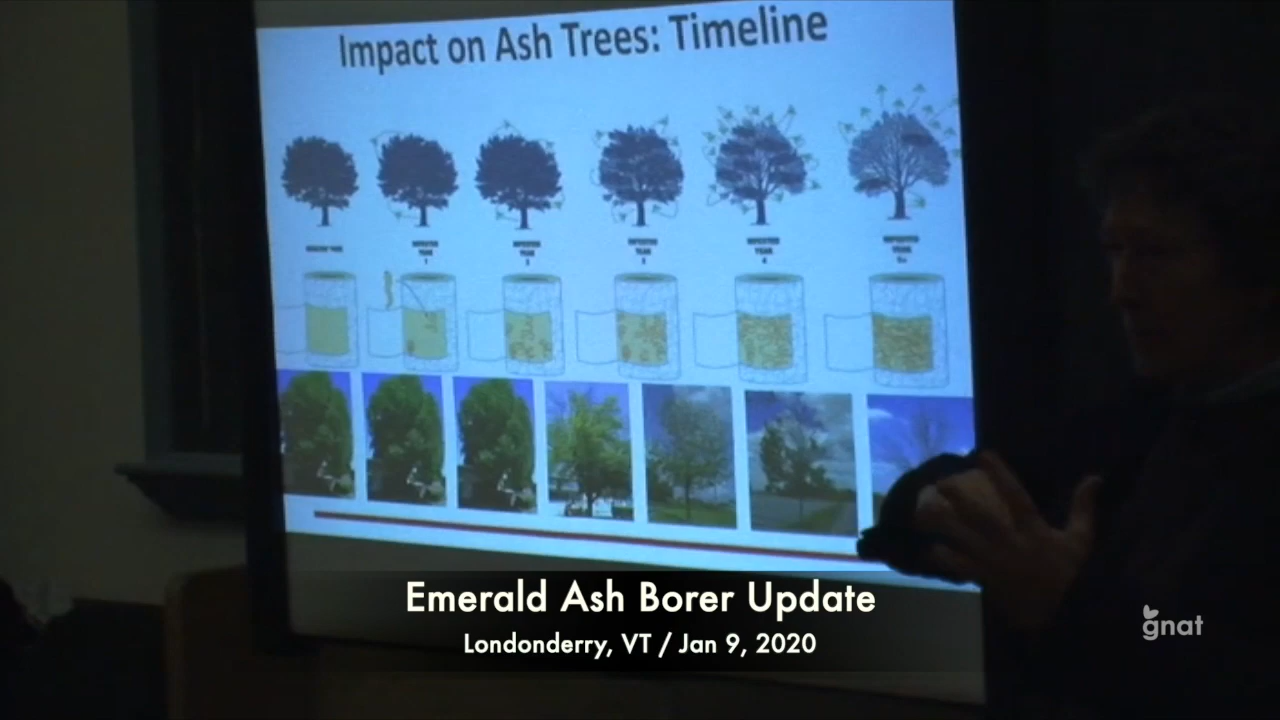 Impact on Ash Trees: Timeline
Emerald Ash Borer Update
Londonderry, VT / Jan 9, 2020
gnat